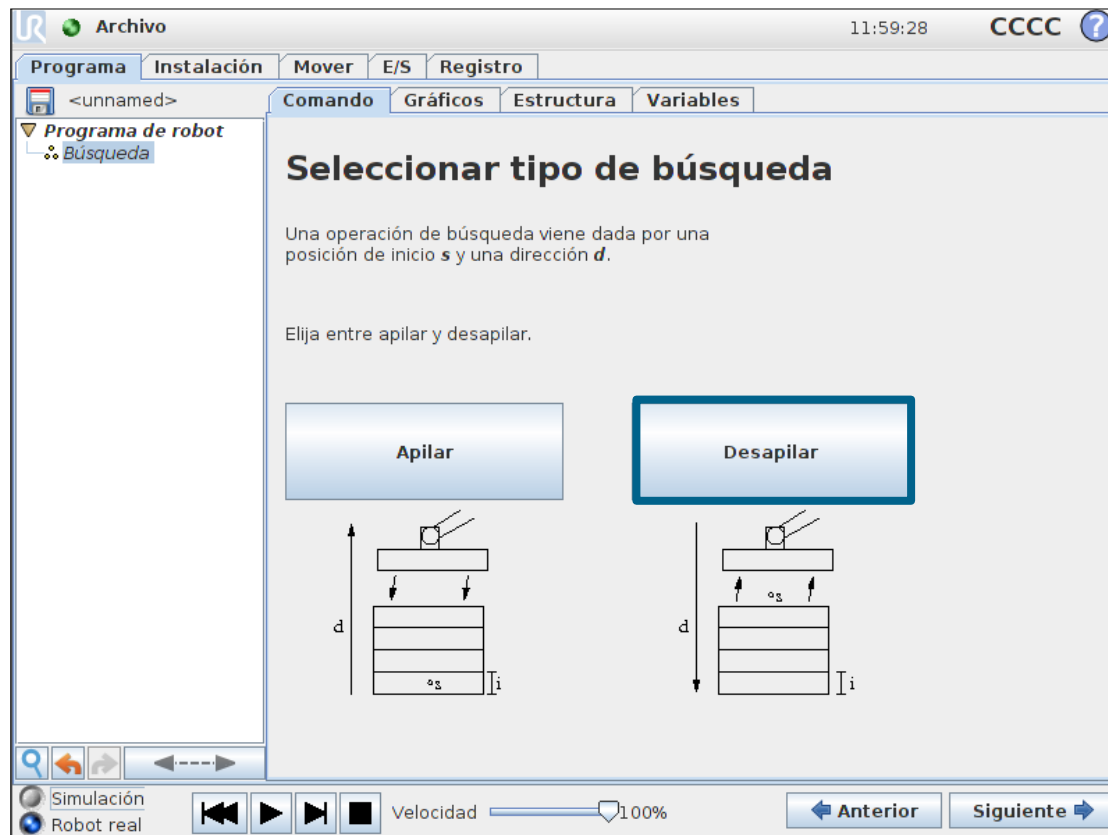 UR Archivo 11:59:28 CCCC ?
Programa Instalación Mover E/S Registro
<unnamed> Comando Gráficos Estructura Variables
Programa de robot
Búsqueda
Seleccionar tipo de búsqueda
Una operación de búsqueda viene dada por una
posición de inicio s y una dirección d.
Elija entre apilar y desapilar.
Apilar Desapilar
s
d d
s i i
Simulación
Robot real
Velocidad 100%
Anterior Siguiente